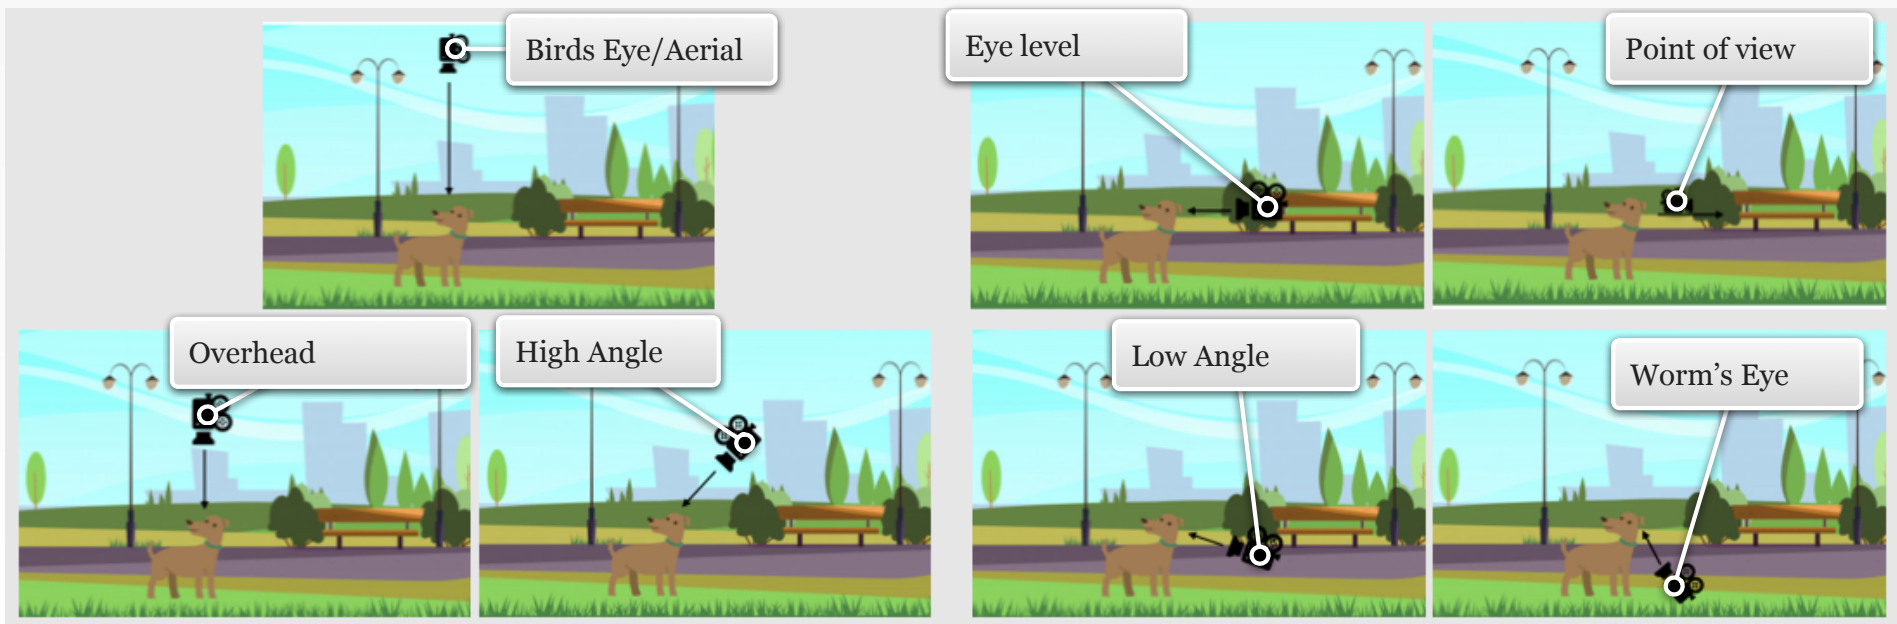 Birds Eye/Aerial
Eye level
Point of view
Overhead
High Angle
Low Angle
Worm’s Eye